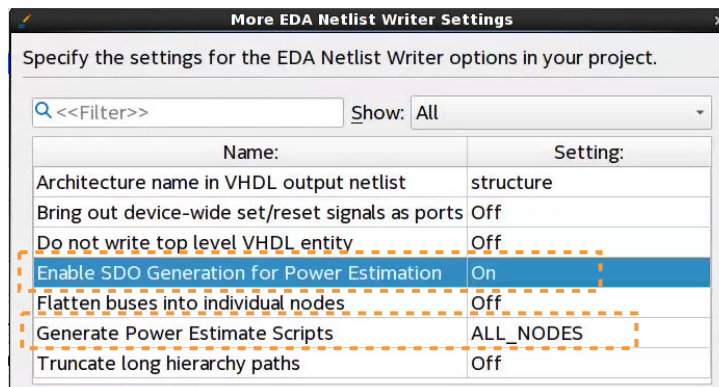 More EDA Netlist Writer Settings
Specify the settings for the EDA Netlist Writer options in your project.
<<Filter>> Show: All
Name: Setting:
Architecture name in VHDL output netlist structure
Bring out device-wide set/reset signals as ports Off
Do not write top level VHDL entity Off
Enable SDO Generation for Power Estimation On
Flatten buses into individual nodes Off
Generate Power Estimate Scripts ALL_NODES
Truncate long hierarchy paths Off